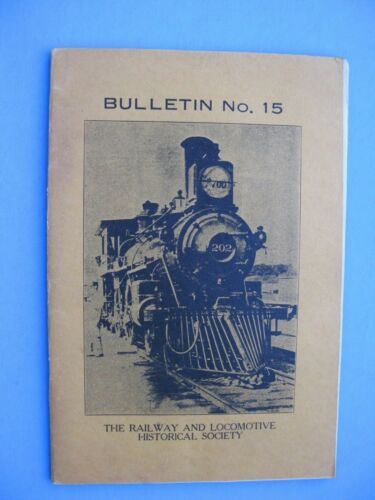 BULLETIN No. 15
700
202
THE RAILWAY AND LOCOMOTIVE
HISTORICAL SOCIETY